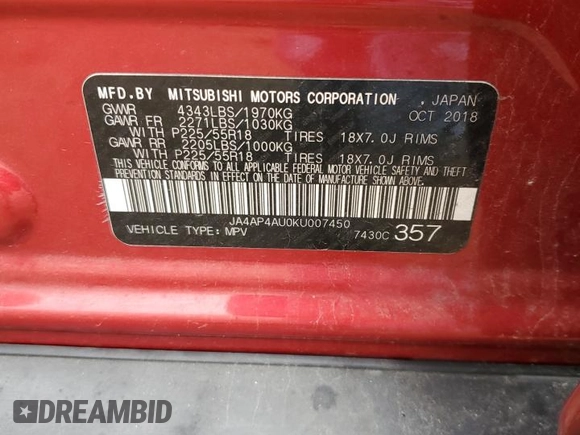 MFD.BY MITSUBISHI MOTORS CORPORATION , JAPAN
GVWR 4343LBS/1970KG OCT 2018
GAWR FR 2271LBS/1030KG
WITH P225/55R18 TIRES 18X7.0J RIMS
GAWR RR 2205LBS/1000KG
WITH P225/55R18 TIRES 18X7.0J RIMS
THIS VEHICLE CONFORMS TO ALL APPLICABLE FEDERAL MOTOR VEHICLE SAFETY AND THEFT
PREVENTION STANDARDS IN EFFECT ON THE DATE OF MANUFACTURE SHOWN ABOVE.
JA4AP4AU0KU007450
VEHICLE TYPE: MPV 7430C 357
DREAMBID